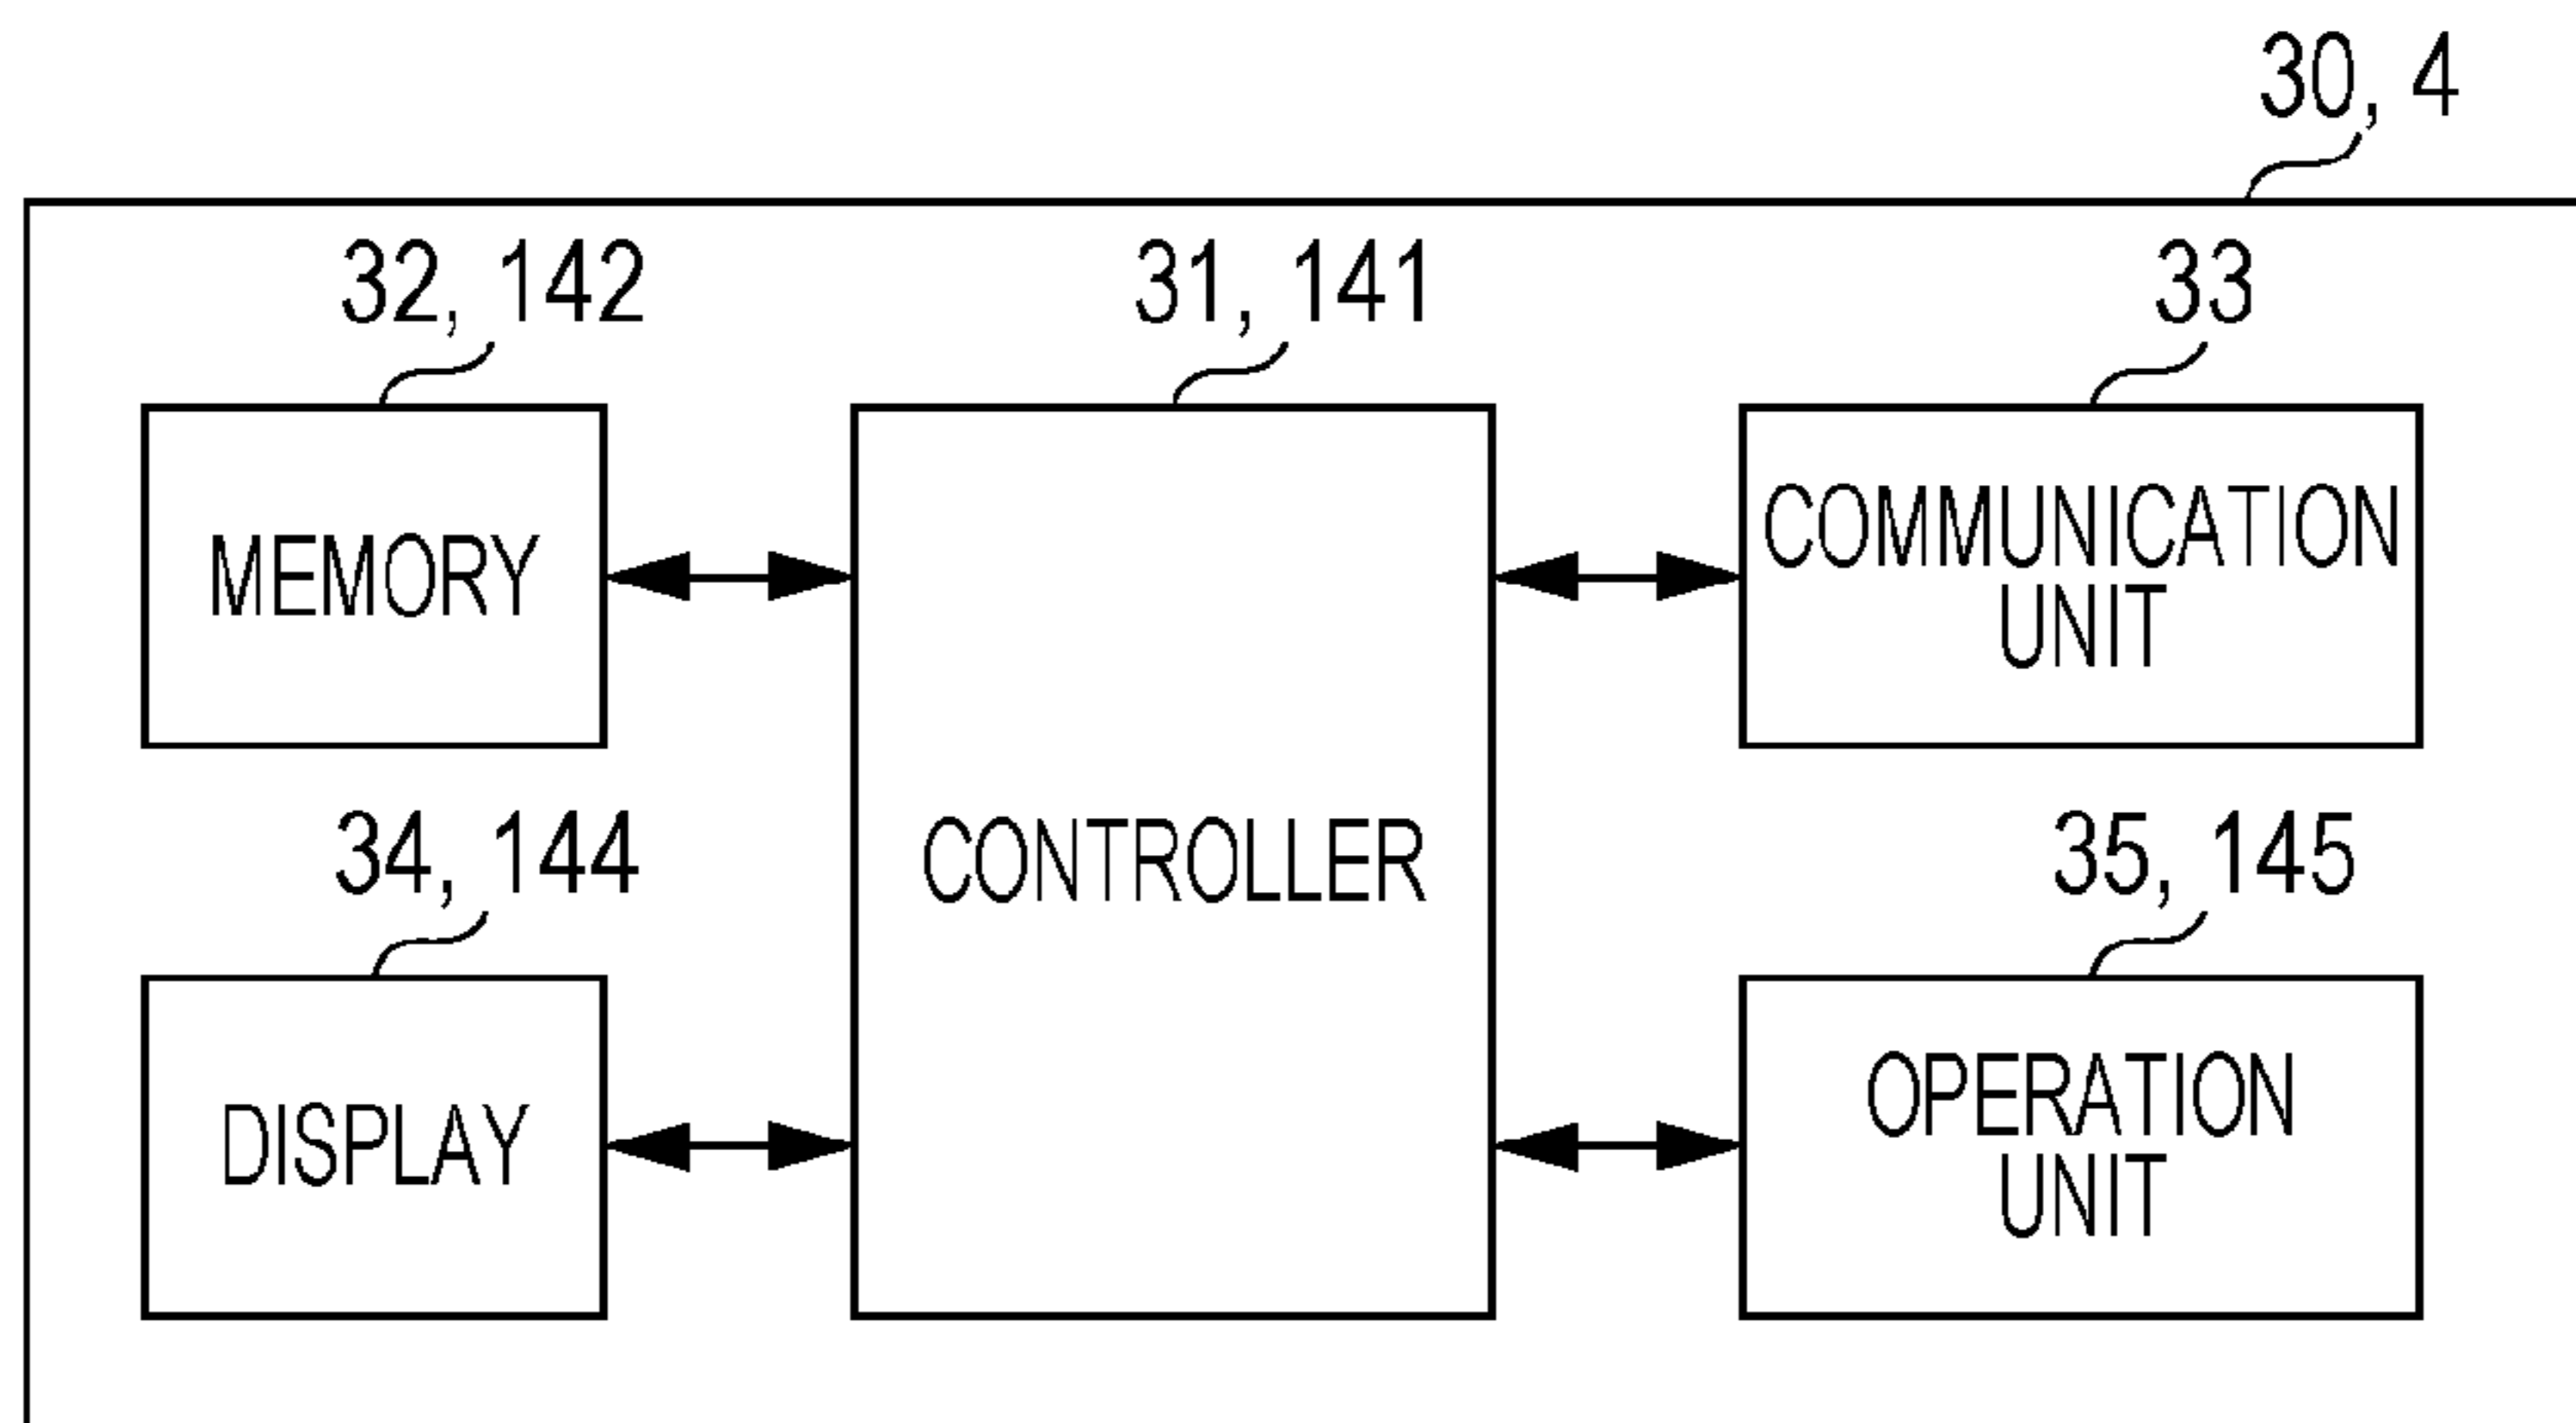 30, 4
32, 142
31, 141
33
MEMORY
COMMUNICATION
UNIT
CONTROLLER
34, 144
35, 145
DISPLAY
OPERATION
UNIT